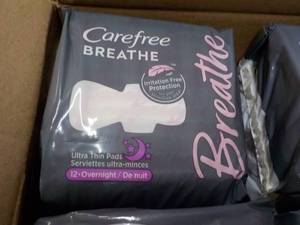 Carefree
BREATHE
Irritation Free
Protection
Breathe
Ultra Thin Pads
Serviettes ultra-minces
12 • Overnight / De nuit